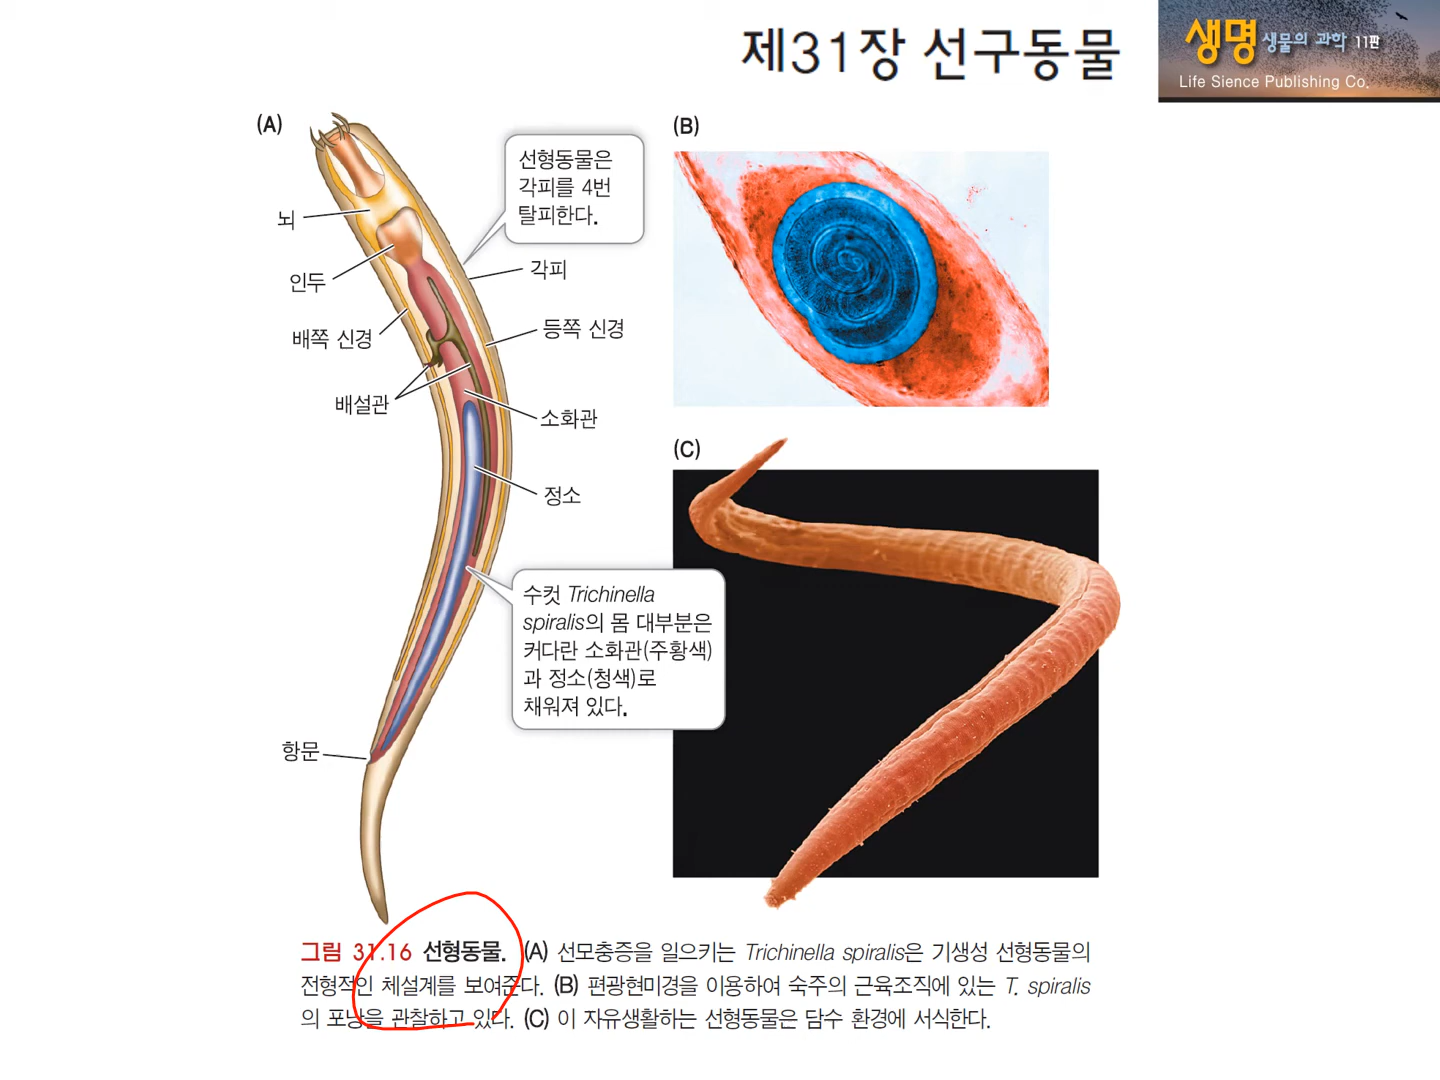 제31장 선구동물
생명 생물의 과학 11판
Life Sience Publishing Co.
(A)
선형동물은
각피를 4번
탈피한다.
뇌
인두
각피
배쪽 신경
등쪽 신경
배설관
소화관
정소
수컷 Trichinella
spiralis의 몸 대부분은
커다란 소화관(주황색)
과 정소(청색)로
채워져 있다.
항문
(B)
(C)
그림 31.16 선형동물. (A) 선모충증을 일으키는 Trichinella spiralis은 기생성 선형동물의
전형적인 체설계를 보여준다. (B) 편광현미경을 이용하여 숙주의 근육조직에 있는 T. spiralis
의 포낭을 관찰하고 있다. (C) 이 자유생활하는 선형동물은 담수 환경에 서식한다.